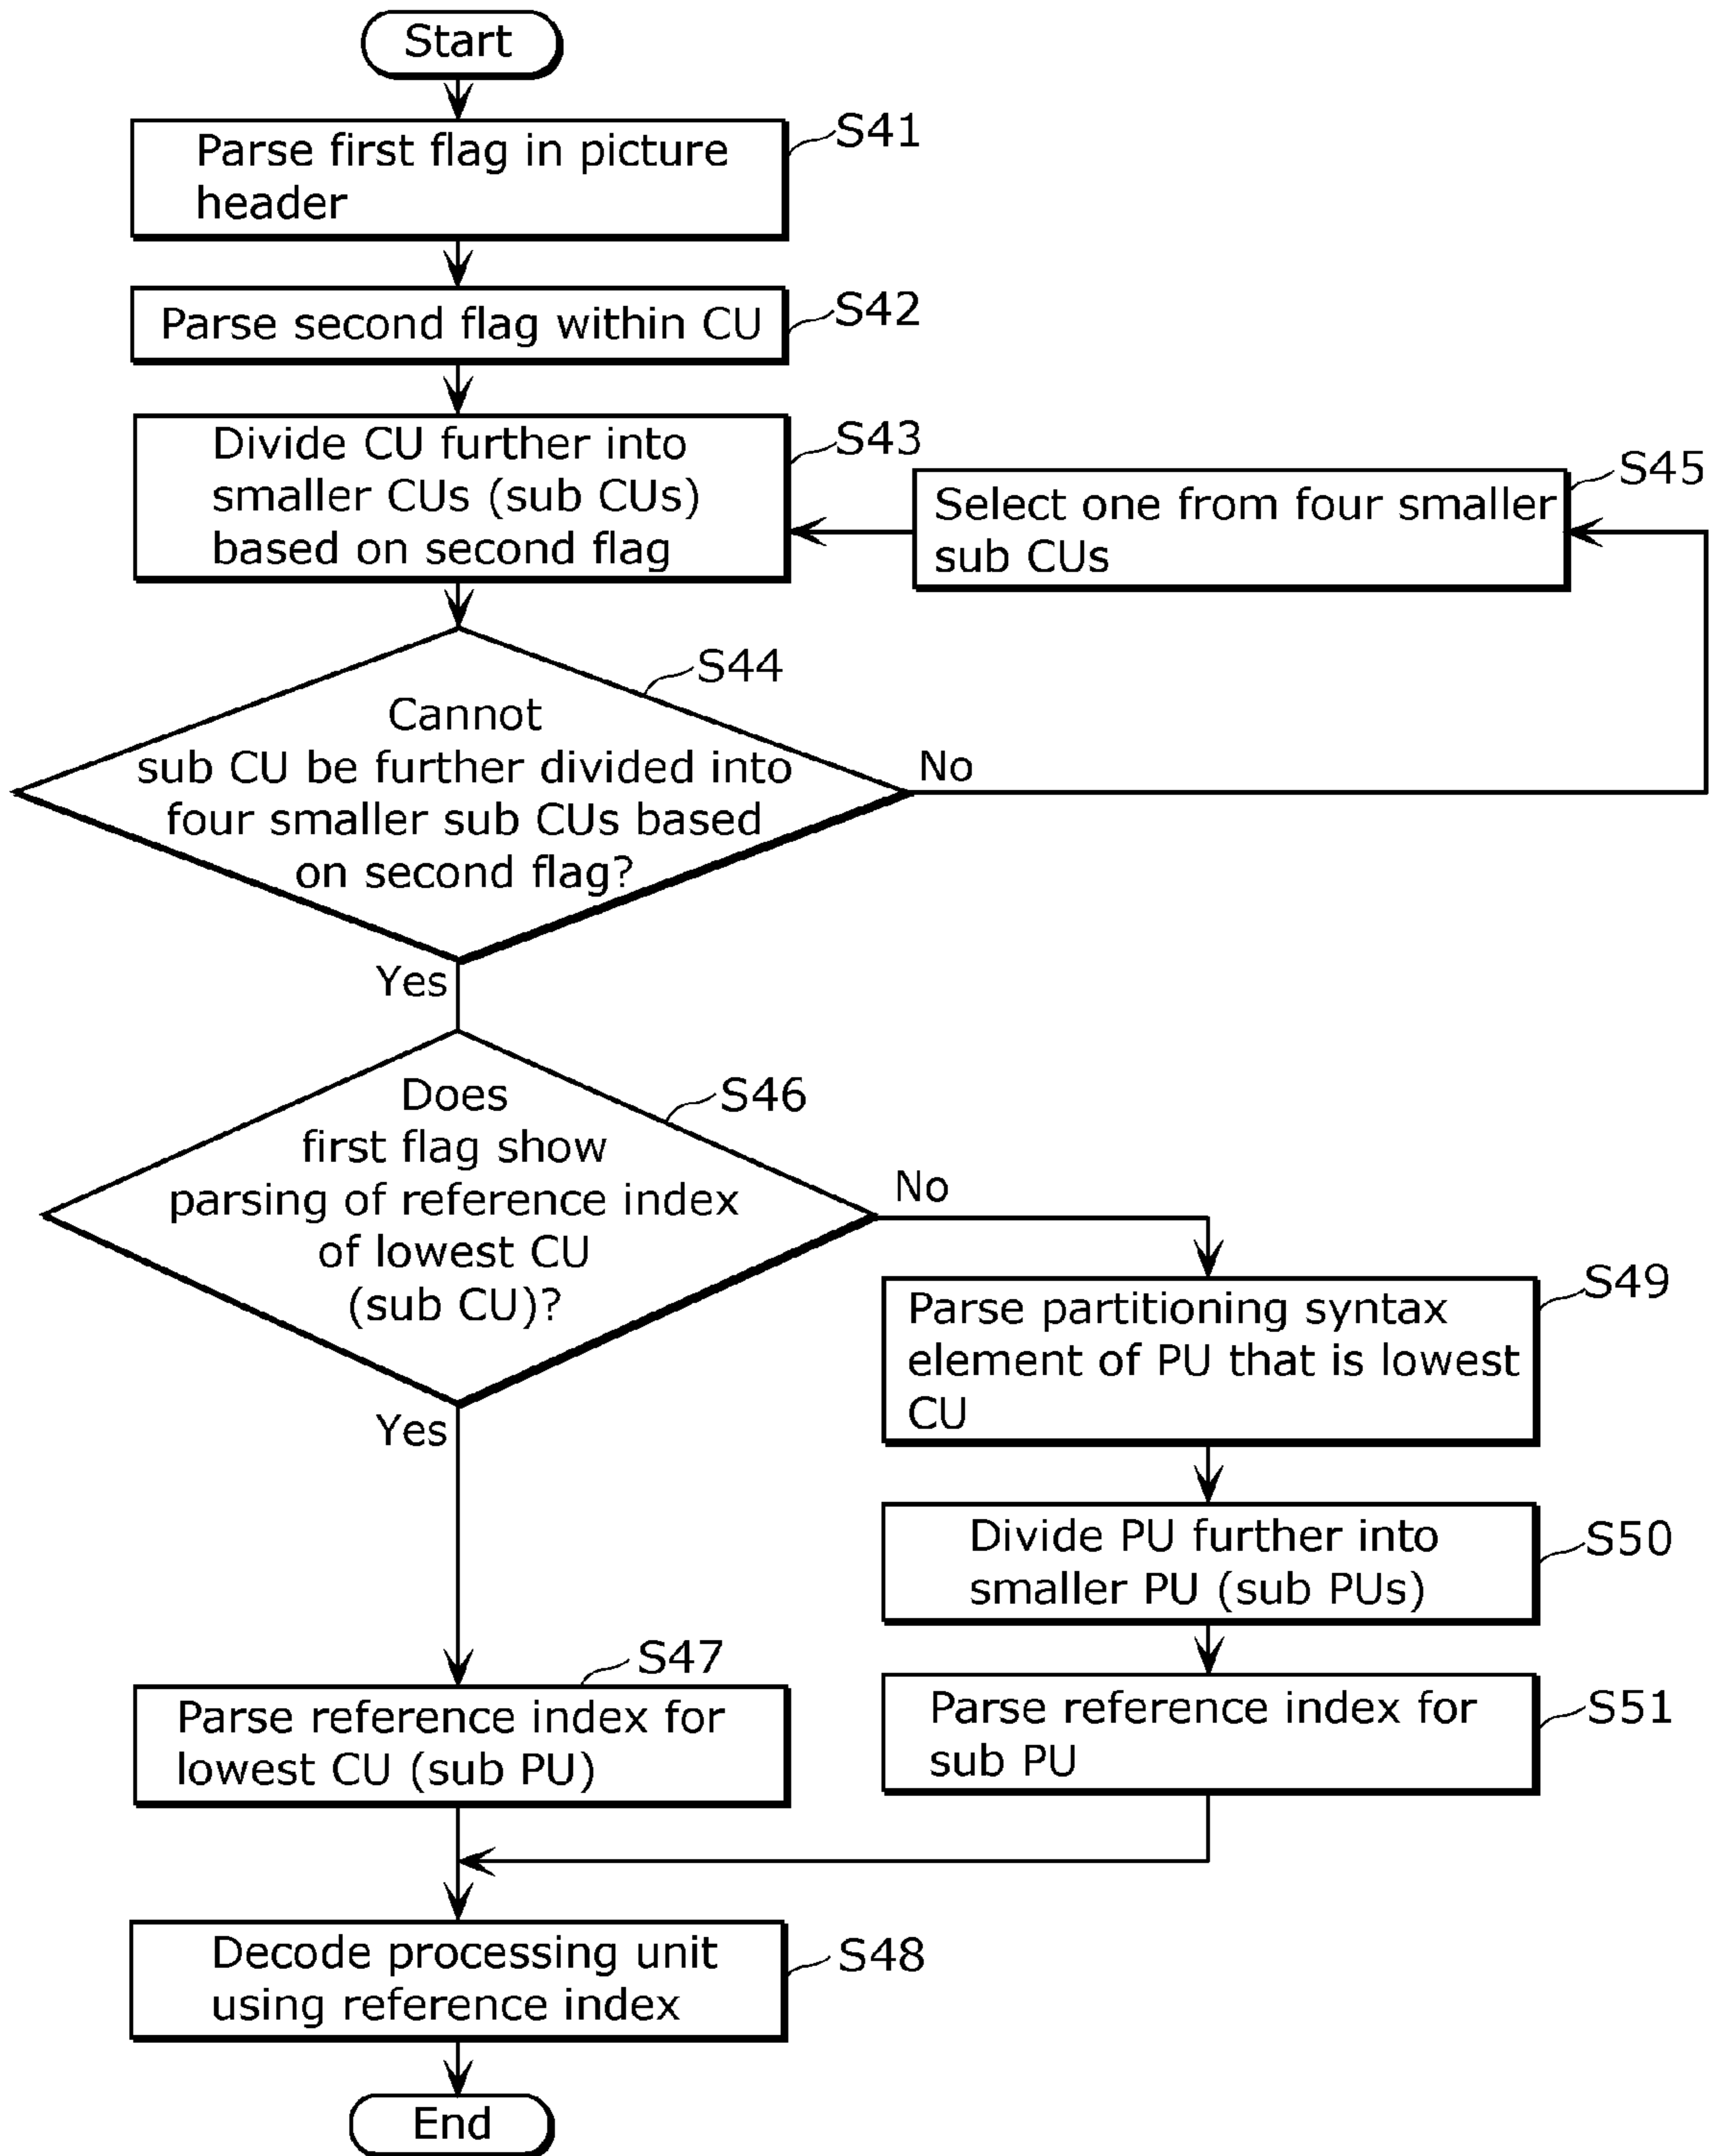 Start
Parse first flag in picture
header
S41
Parse second flag within CU
S42
Divide CU further into
smaller CUs (sub CUs)
based on second flag
S43
Select one from four smaller
sub CUs
S45
Cannot
sub CU be further divided into
four smaller sub CUs based
on second flag?
S44
No
Yes
Does
first flag show
parsing of reference index
of lowest CU
(sub CU)?
S46
No
Yes
Parse partitioning syntax
element of PU that is lowest
CU
S49
Divide PU further into
smaller PU (sub PUs)
S50
Parse reference index for
lowest CU (sub PU)
S47
Parse reference index for
sub PU
S51
Decode processing unit
using reference index
S48
End